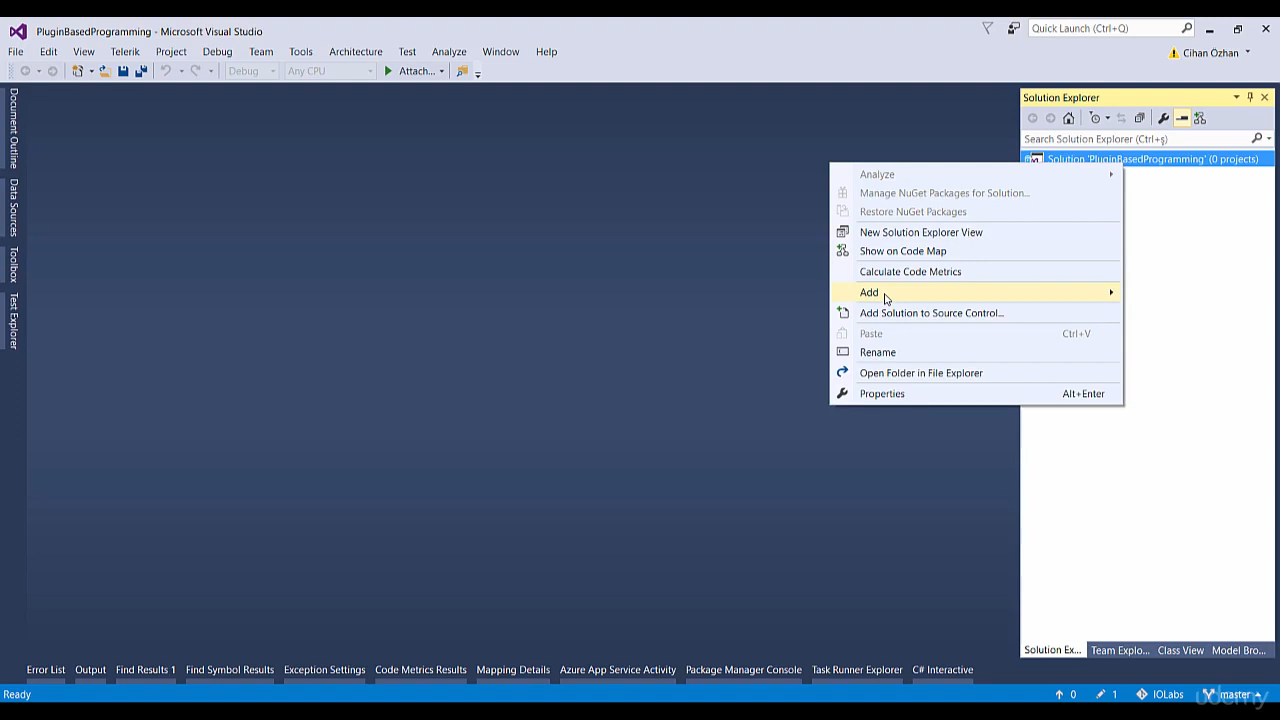 PluginBasedProgramming - Microsoft Visual Studio
Quick Launch (Ctrl+Q)
File Edit View Telerik Project Debug Team Tools Architecture Test Analyze Window Help
Cihan Özhan
Debug Any CPU Attach...
Document Outline
Data Sources
Toolbox
Test Explorer
Solution Explorer
Search Solution Explorer (Ctrl+ş)
Solution 'PluginBasedProgramming' (0 projects)
Analyze
Manage NuGet Packages for Solution...
Restore NuGet Packages
New Solution Explorer View
Show on Code Map
Calculate Code Metrics
Add
Add Solution to Source Control...
Paste Ctrl+V
Rename
Open Folder in File Explorer
Properties Alt+Enter
Solution Ex... Team Explo... Class View Model Bro...
Error List Output Find Results 1 Find Symbol Results Exception Settings Code Metrics Results Mapping Details Azure App Service Activity Package Manager Console Task Runner Explorer C# Interactive
Ready 0 1 IOLabs master
udemy